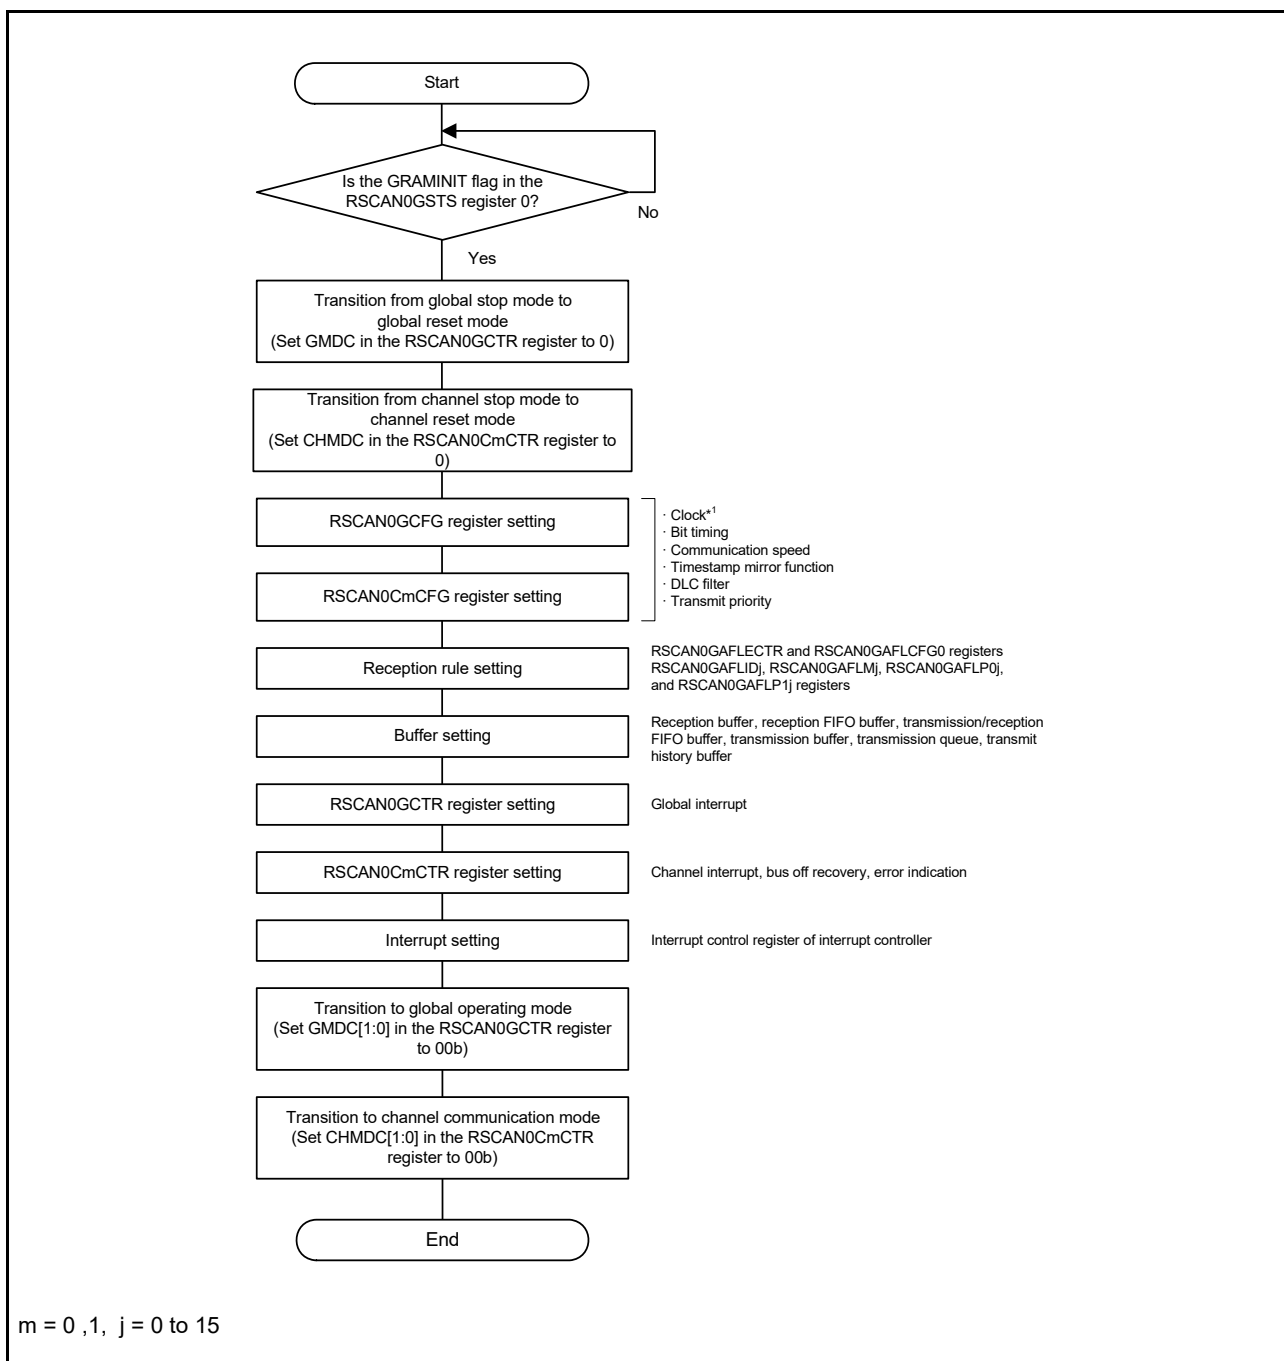 Start
Is the GRAMINIT flag in the
RSCAN0GSTS register 0?
No
Yes
Transition from global stop mode to
global reset mode
(Set GMDC in the RSCAN0GCTR register to 0)
Transition from channel stop mode to
channel reset mode
(Set CHMDC in the RSCAN0CmCTR register to
0)
RSCAN0GCFG register setting
RSCAN0CmCFG register setting
· Clock*1
· Bit timing
· Communication speed
· Timestamp mirror function
· DLC filter
· Transmit priority
Reception rule setting
RSCAN0GAFLECTR and RSCAN0GAFLCFG0 registers
RSCAN0GAFLIDj, RSCAN0GAFLMj, RSCAN0GAFLP0j,
and RSCAN0GAFLP1j registers
Buffer setting
Reception buffer, reception FIFO buffer, transmission/reception
FIFO buffer, transmission buffer, transmission queue, transmit
history buffer
RSCAN0GCTR register setting
Global interrupt
RSCAN0CmCTR register setting
Channel interrupt, bus off recovery, error indication
Interrupt setting
Interrupt control register of interrupt controller
Transition to global operating mode
(Set GMDC[1:0] in the RSCAN0GCTR register
to 00b)
Transition to channel communication mode
(Set CHMDC[1:0] in the RSCAN0CmCTR
register to 00b)
End
m = 0 ,1, j = 0 to 15